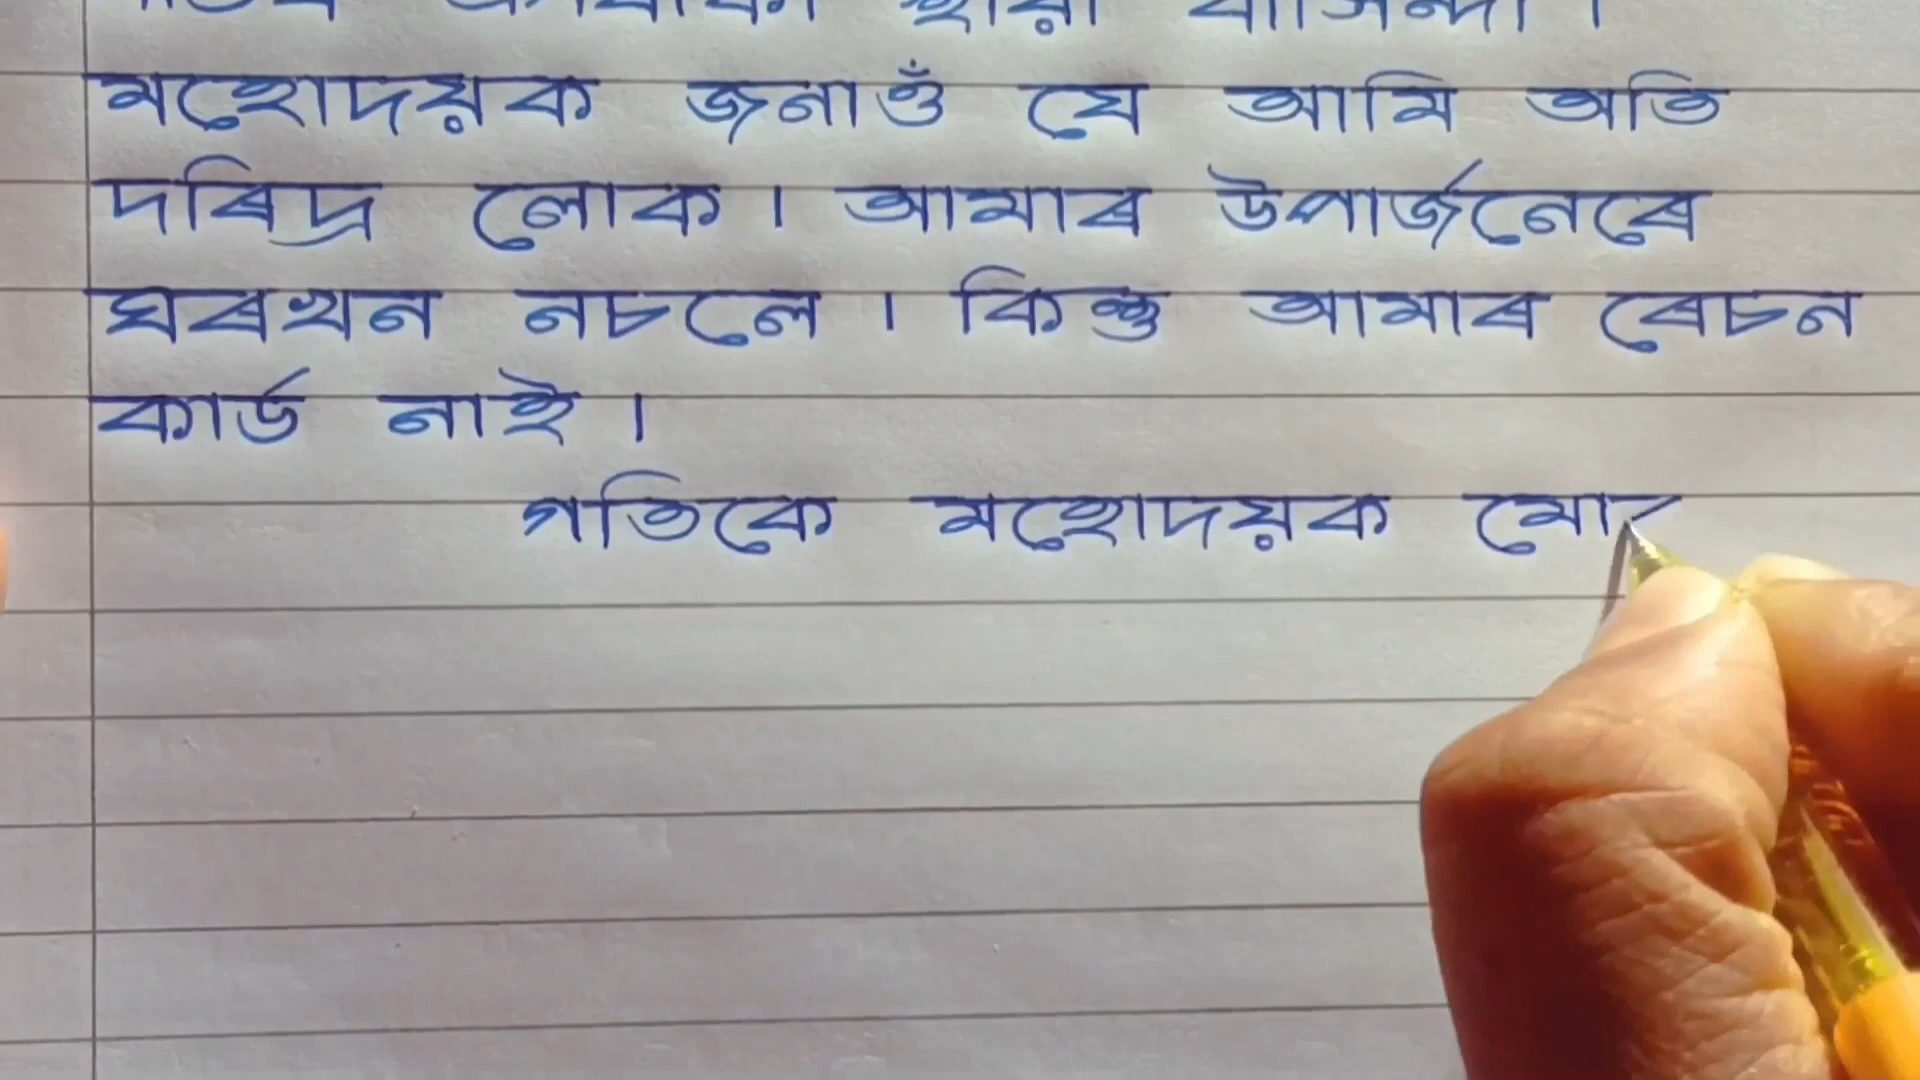 স্থায়ী বাসিন্দা ।
মহোদয়ক জনাওঁ যে আমি অতি
দৰিদ্ৰ লোক । আমাৰ উপাৰ্জনেৰে
ঘৰখন নচলে । কিন্তু আমাৰ ৰেচন
কাৰ্ড নাই ।
গতিকে মহোদয়ক মো